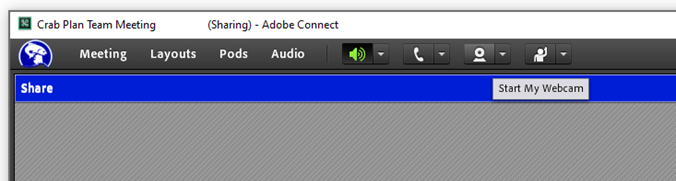 Crab Plan Team Meeting (Sharing) - Adobe Connect
Meeting Layouts Pods Audio
Share
Start My Webcam